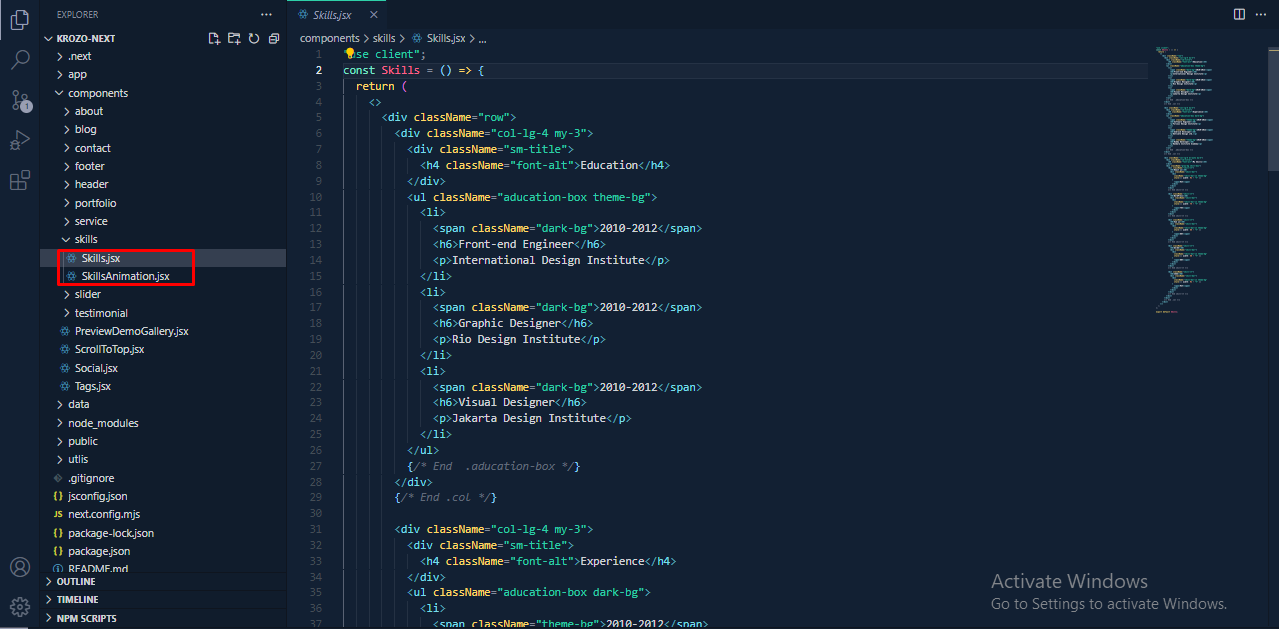 EXPLORER
KROZO-NEXT
.next
app
components
about
blog
contact
footer
header
portfolio
service
skills
Skills.jsx
SkillsAnimation.jsx
slider
testimonial
PreviewDemoGallery.jsx
ScrollToTop.jsx
Social.jsx
Tags.jsx
data
node_modules
public
utlis
.gitignore
{} jsconfig.json
JS next.config.mjs
{} package-lock.json
{} package.json
README.md
OUTLINE
TIMELINE
NPM SCRIPTS
1
Skills.jsx
components > skills > Skills.jsx > ...
1 use client";
2 const Skills = () => {
3 return (
4 <>
5 <div className="row">
6 <div className="col-lg-4 my-3">
7 <div className="sm-title">
8 <h4 className="font-alt">Education</h4>
9 </div>
10 <ul className="aducation-box theme-bg">
11 <li>
12 <span className="dark-bg">2010-2012</span>
13 <h6>Front-end Engineer</h6>
14 <p>International Design Institute</p>
15 </li>
16 <li>
17 <span className="dark-bg">2010-2012</span>
18 <h6>Graphic Designer</h6>
19 <p>Rio Design Institute</p>
20 </li>
21 <li>
22 <span className="dark-bg">2010-2012</span>
23 <h6>Visual Designer</h6>
24 <p>Jakarta Design Institute</p>
25 </li>
26 </ul>
27 {/* End  .aducation-box */}
28 </div>
29 {/* End .col */}
30
31 <div className="col-lg-4 my-3">
32 <div className="sm-title">
33 <h4 className="font-alt">Experience</h4>
34 </div>
35 <ul className="aducation-box dark-bg">
36 <li>
37 <span className="theme-bg">2010-2012</span>
Activate Windows
Go to Settings to activate Windows.